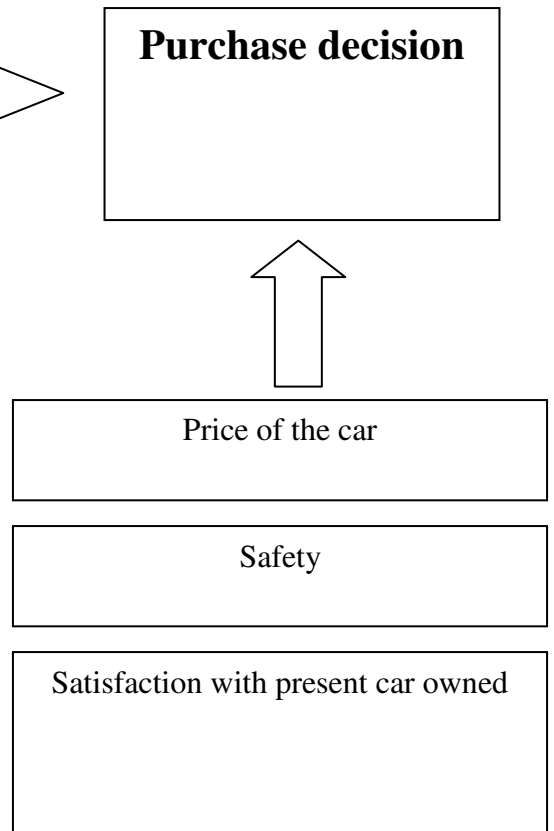 Purchase decision
Price of the car
Safety
Satisfaction with present car owned